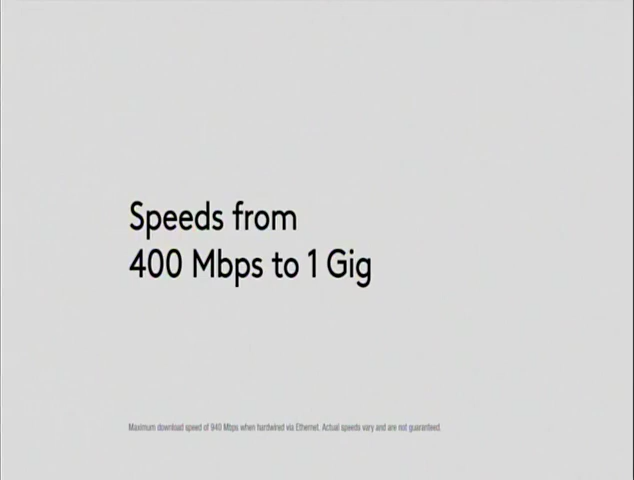 Speeds from
400 Mbps to 1 Gig
Maximum download speed of 940 Mbps when hardwired via Ethernet. Actual speeds vary and are not guaranteed.